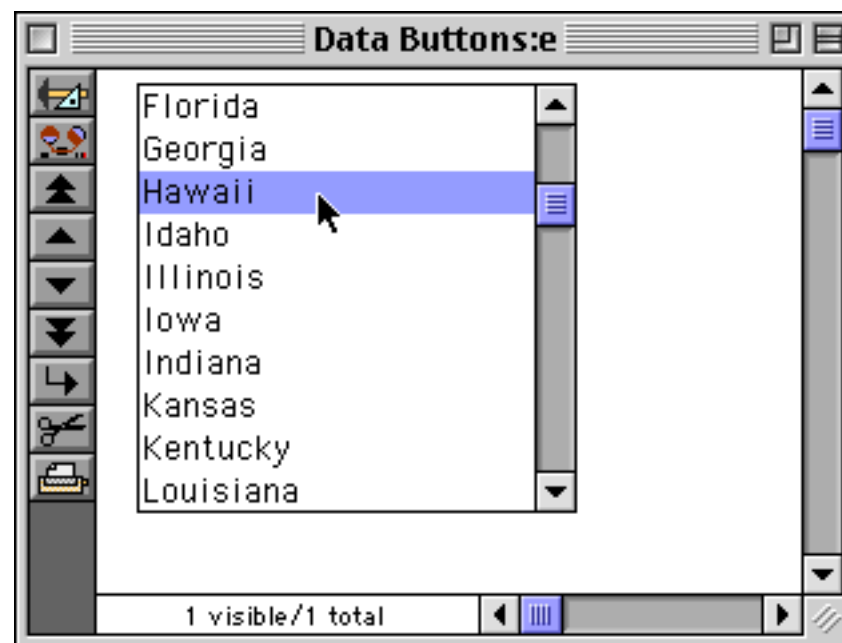 Data Buttons:e
Florida
Georgia
Hawaii
Idaho
Illinois
Iowa
Indiana
Kansas
Kentucky
Louisiana
1 visible/1 total